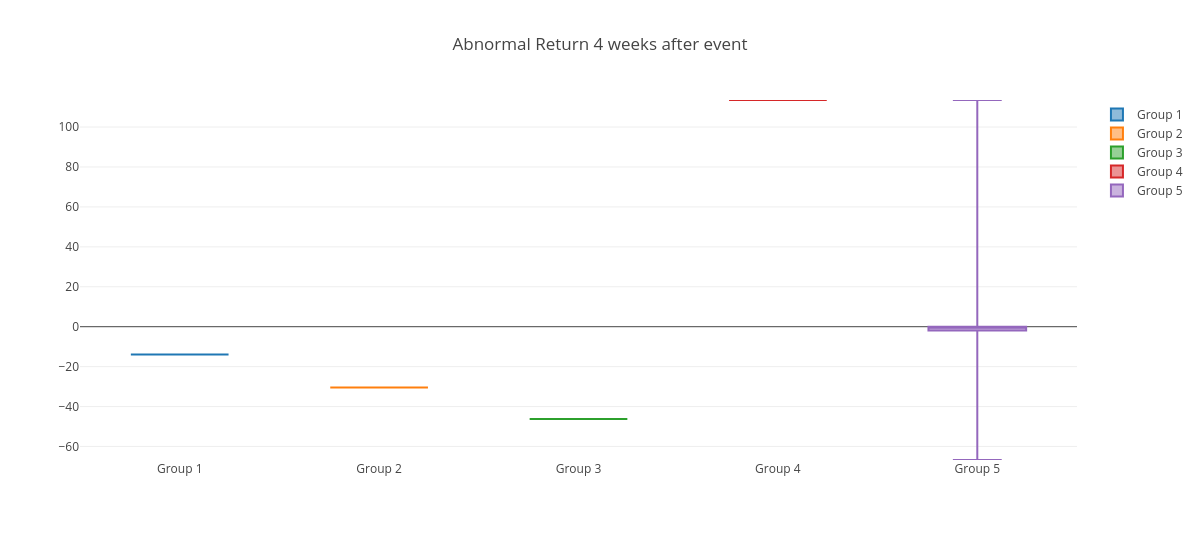 Abnormal Return 4 weeks after event
100
80
60
40
20
0
−20
−40
−60
Group 1
Group 2
Group 3
Group 4
Group 5
Group 1
Group 2
Group 3
Group 4
Group 5